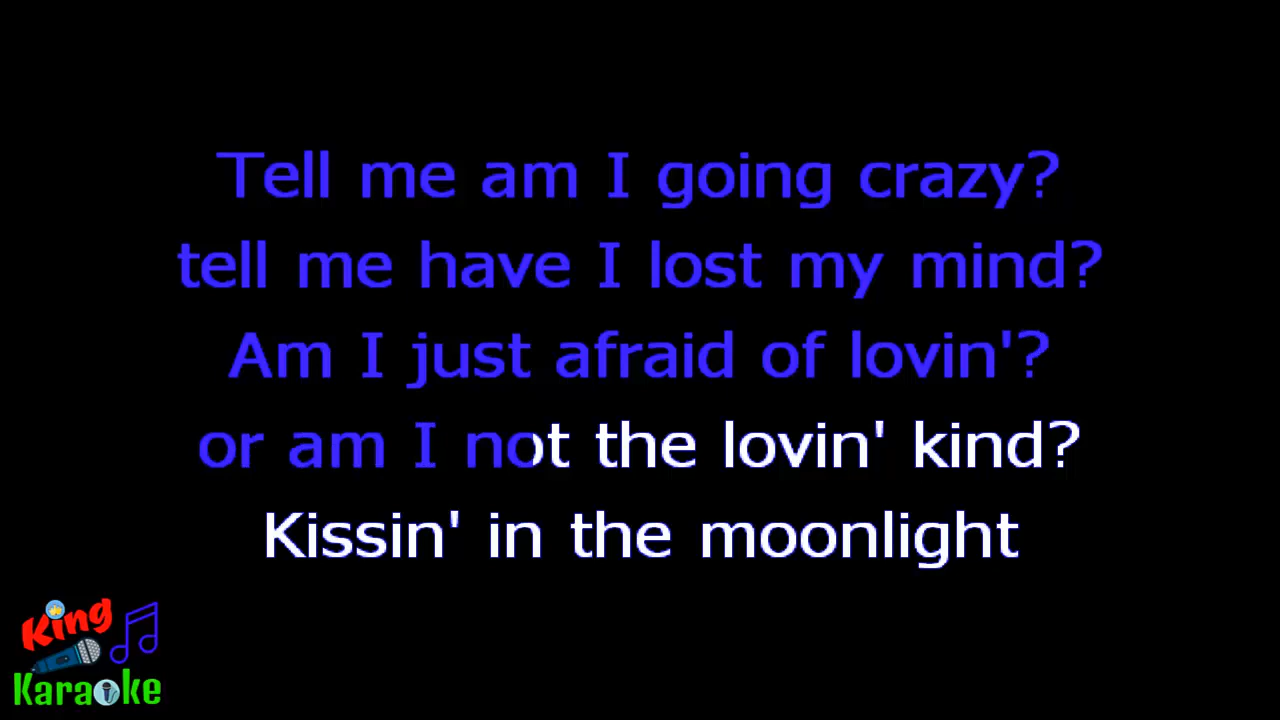 Tell me am I going crazy?
tell me have I lost my mind?
Am I just afraid of lovin'?
or am I not the lovin' kind?
Kissin' in the moonlight
King
Karaoke